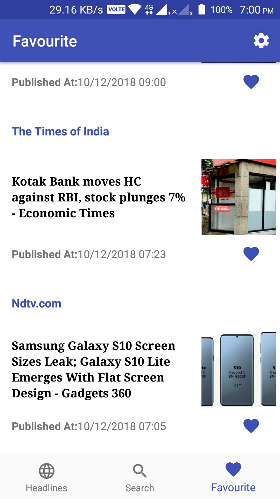 29.16 KB/s VOLTE 4G 100% 7:00 PM
Favourite
Published At:10/12/2018 09:00
The Times of India
Kotak Bank moves HC
against RBI, stock plunges 7%
- Economic Times
Published At:10/12/2018 07:23
Ndtv.com
Samsung Galaxy S10 Screen
Sizes Leak; Galaxy S10 Lite
Emerges With Flat Screen
Design - Gadgets 360
S10
Published At:10/12/2018 07:05
Headlines
Search
Favourite